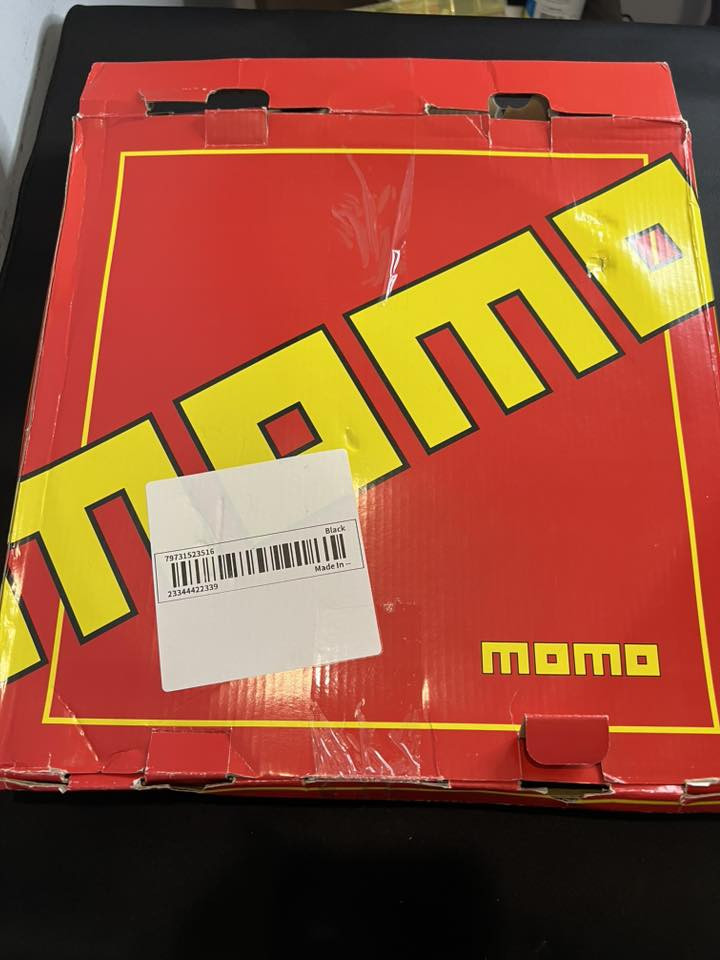 momo
Black
79731523516
Made In --
23344422339
momo